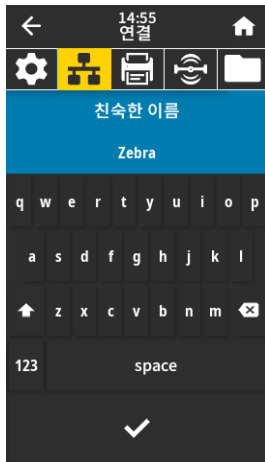 14:55
연결
친숙한 이름
Zebra
q w e r t y u i o p
a s d f g h j k l
z x c v b n m
123 space